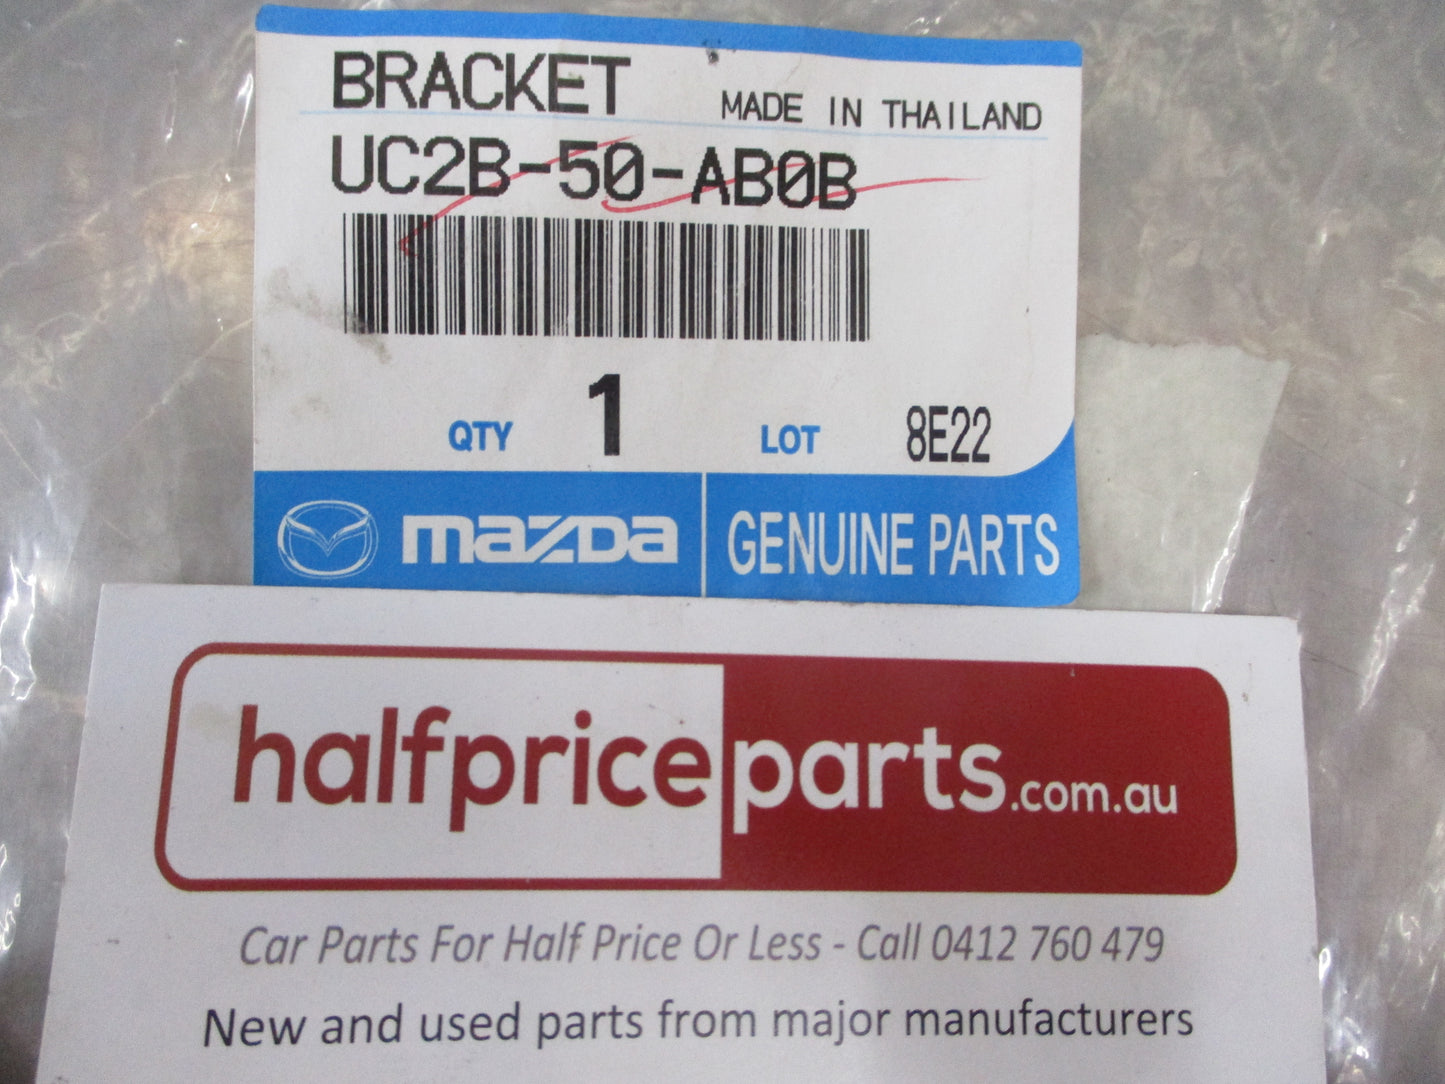 BRACKET MADE IN THAILAND
UC2B-50-AB0B
QTY 1 LOT 8E22
mazda GENUINE PARTS
halfpriceparts.com.au
Car Parts For Half Price Or Less - Call 0412 760 479
New and used parts from major manufacturers